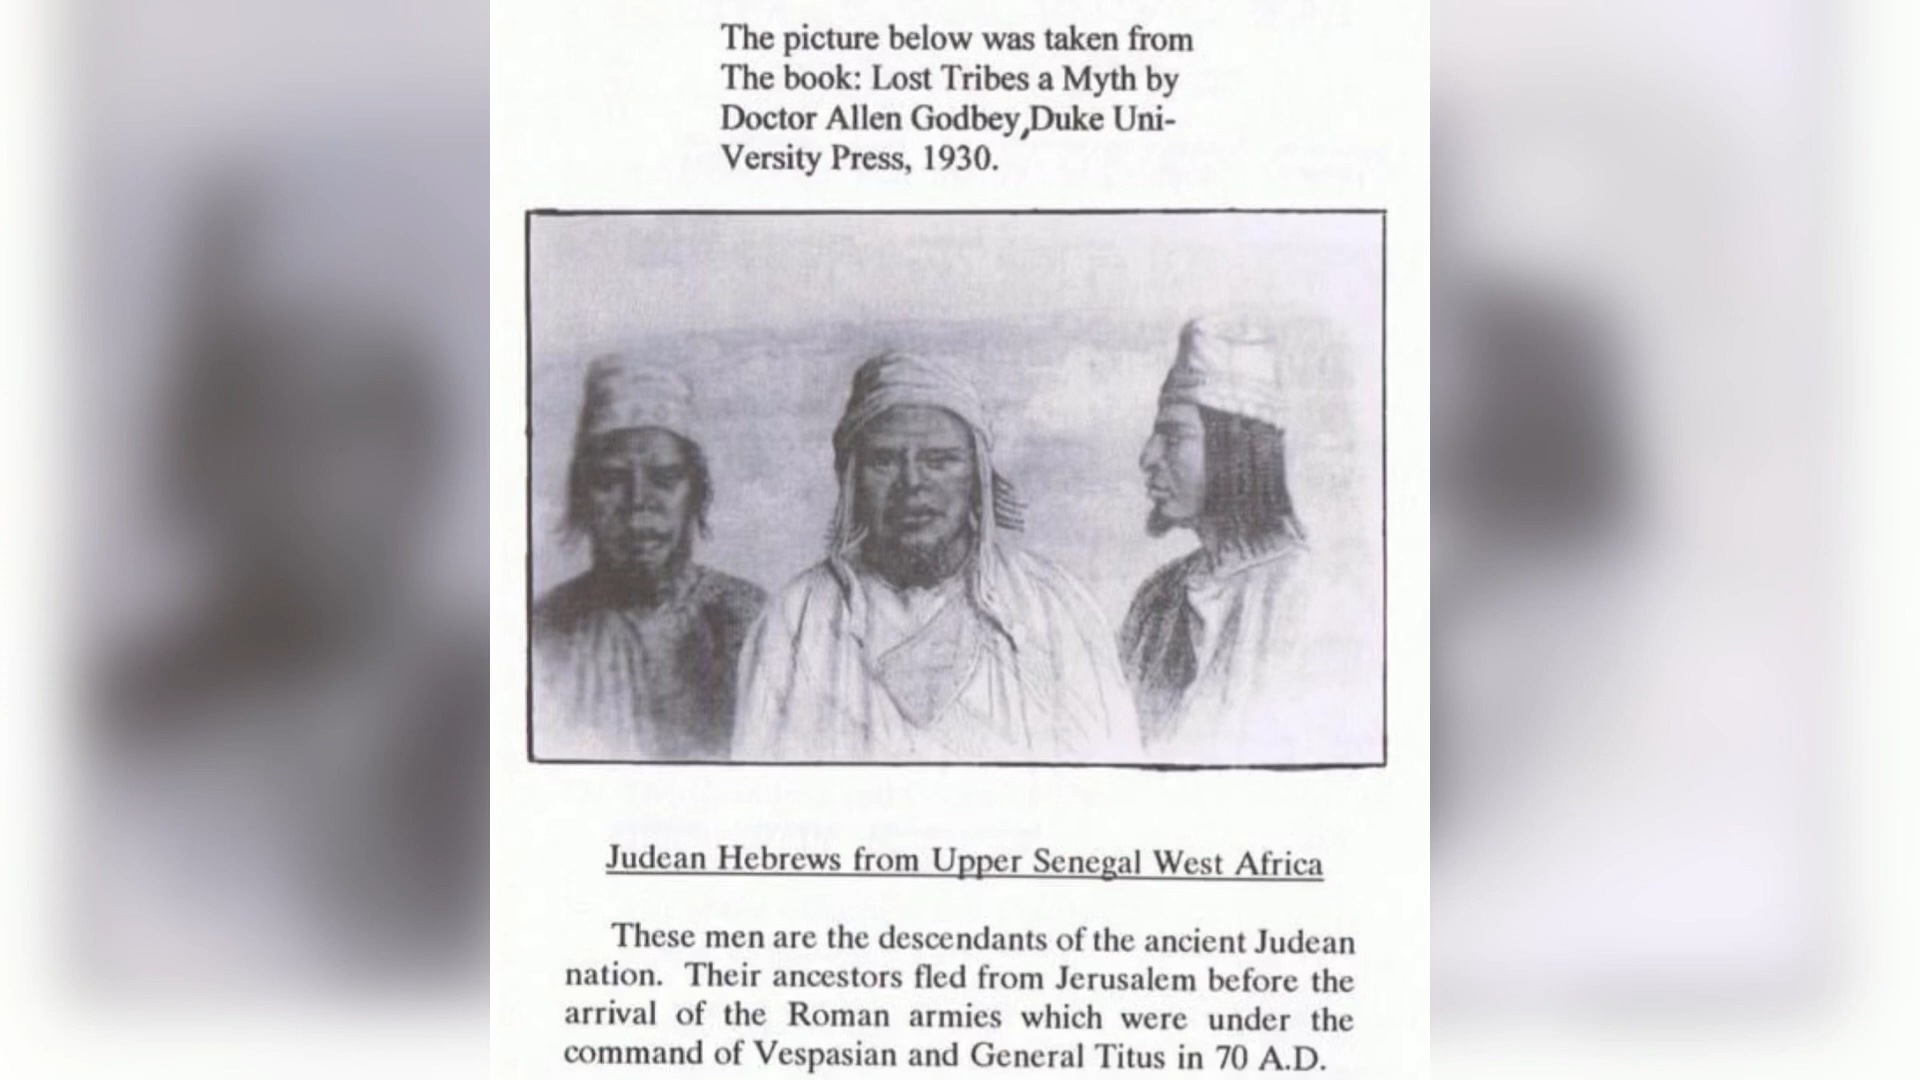 The picture below was taken from
The book: Lost Tribes a Myth by
Doctor Allen Godbey,Duke Uni-
Versity Press, 1930.
Judean Hebrews from Upper Senegal West Africa
These men are the descendants of the ancient Judean
nation. Their ancestors fled from Jerusalem before the
arrival of the Roman armies which were under the
command of Vespasian and General Titus in 70 A.D.